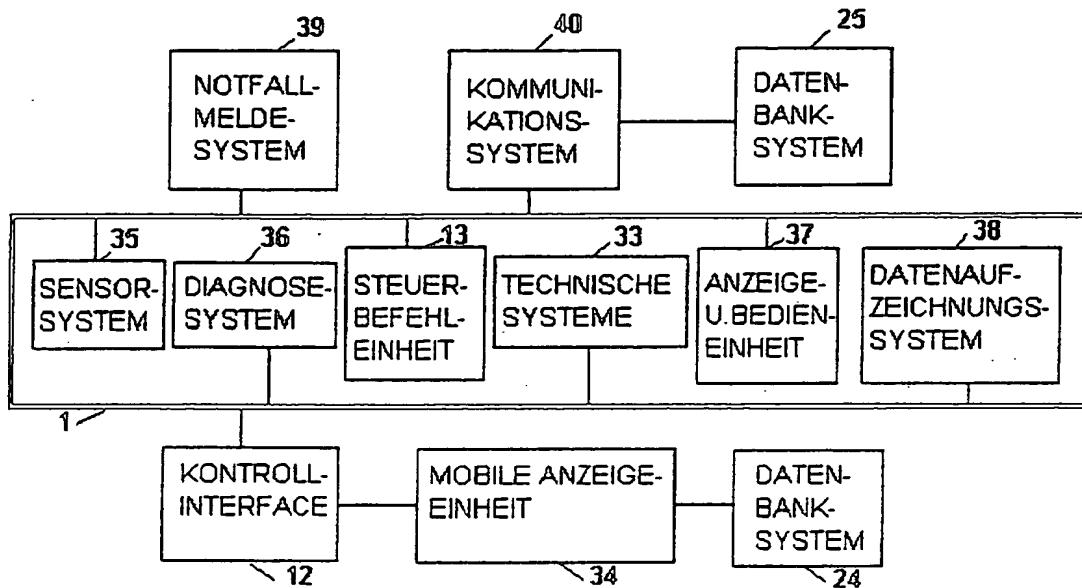 39
40
25
NOTFALL-
MELDE-
SYSTEM
KOMMUNI-
KATIONS-
SYSTEM
DATEN-
BANK-
SYSTEM
35
36
13
33
37
38
SENSOR-
SYSTEM
DIAGNOSE-
SYSTEM
STEUER-
BEFEHL-
EINHEIT
TECHNISCHE
SYSTEME
ANZEIGE-
U.BEDIEN-
EINHEIT
DATENAUF-
ZEICHNUNGS-
SYSTEM
1
KONTROLL-
INTERFACE
MOBILE ANZEIGE-
EINHEIT
DATEN-
BANK-
SYSTEM
12
34
24